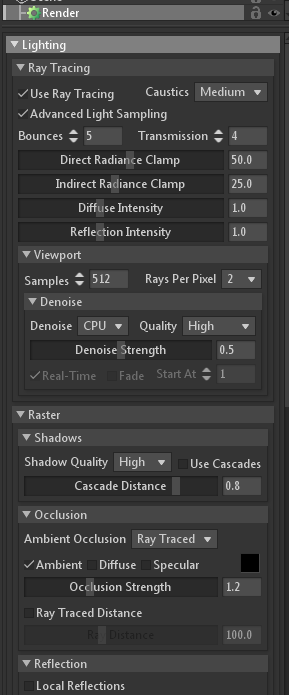 Render
Lighting
Ray Tracing
Use Ray Tracing Caustics Medium
Advanced Light Sampling
Bounces 5 Transmission 4
Direct Radiance Clamp 50.0
Indirect Radiance Clamp 25.0
Diffuse Intensity 1.0
Reflection Intensity 1.0
Viewport
Samples 512 Rays Per Pixel 2
Denoise
Denoise CPU Quality High
Denoise Strength 0.5
Real-Time Fade Start At 1
Raster
Shadows
Shadow Quality High Use Cascades
Cascade Distance 0.8
Occlusion
Ambient Occlusion Ray Traced
Ambient Diffuse Specular
Occlusion Strength 1.2
Ray Traced Distance
Ray Distance 100.0
Reflection
Local Reflections